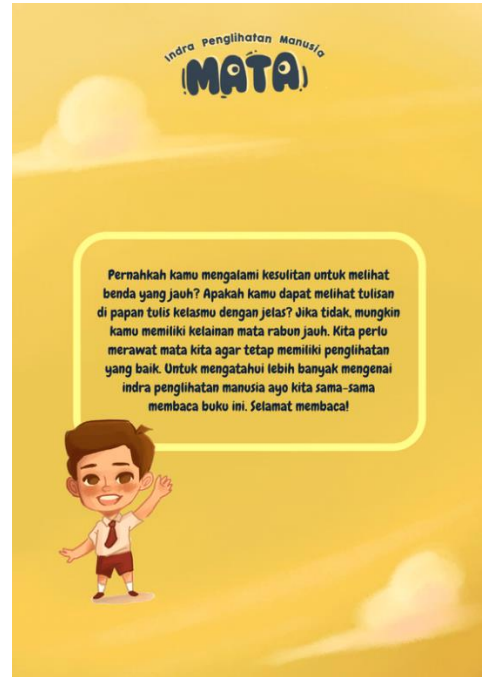 Indra Penglihatan Manusia
MATA
Pernahkah kamu mengalami kesulitan untuk melihat
benda yang jauh? Apakah kamu dapat melihat tulisan
di papan tulis kelasmu dengan jelas? Jika tidak, mungkin
kamu memiliki kelainan mata rabun jauh. Kita perlu
merawat mata kita agar tetap memiliki penglihatan
yang baik. Untuk mengatahui lebih banyak mengenai
indra penglihatan manusia ayo kita sama-sama
membaca buku ini. Selamat membaca!